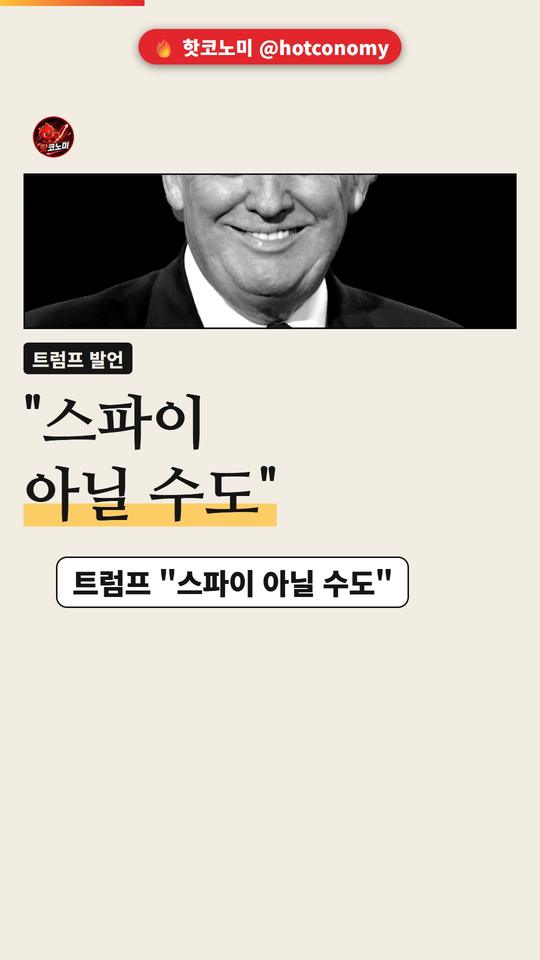 🔥 핫코노미 @hotconomy
핫코노미
트럼프 발언
"스파이
아닐 수도"
트럼프 "스파이 아닐 수도"